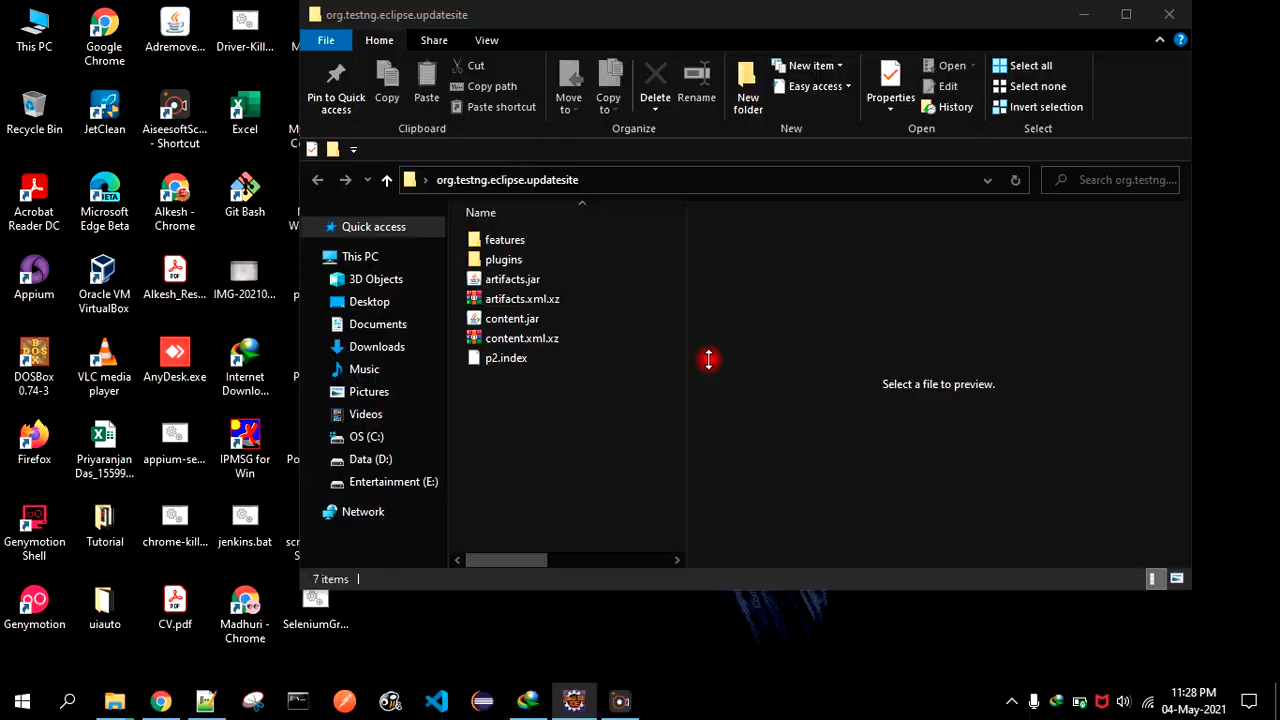 This PC
Google Chrome
Adremove...
Driver-Kill...
Recycle Bin
JetClean
AiseesoftSc... - Shortcut
Excel
Acrobat Reader DC
Microsoft Edge Beta
Alkesh - Chrome
Git Bash
Appium
Oracle VM VirtualBox
Alkesh_Res...
IMG-20210...
DOSBox 0.74-3
VLC media player
AnyDesk.exe
Internet Downlo...
Firefox
Priyaranjan Das_15599...
appium-se...
IPMSG for Win
Genymotion Shell
Tutorial
chrome-kill...
jenkins.bat
Genymotion
uiauto
CV.pdf
Madhuri - Chrome
SeleniumGr...
org.testng.eclipse.updatesite
File
Home
Share
View
Pin to Quick access
Copy
Paste
Cut
Copy path
Paste shortcut
Clipboard
Move to
Copy to
Delete
Rename
Organize
New folder
New item
Easy access
New
Properties
Open
Edit
History
Open
Select all
Select none
Invert selection
Select
org.testng.eclipse.updatesite
Search org.testng....
Quick access
This PC
3D Objects
Desktop
Documents
Downloads
Music
Pictures
Videos
OS (C:)
Data (D:)
Entertainment (E:)
Network
Name
features
plugins
artifacts.jar
artifacts.xml.xz
content.jar
content.xml.xz
p2.index
Select a file to preview.
7 items
11:28 PM
04-May-2021